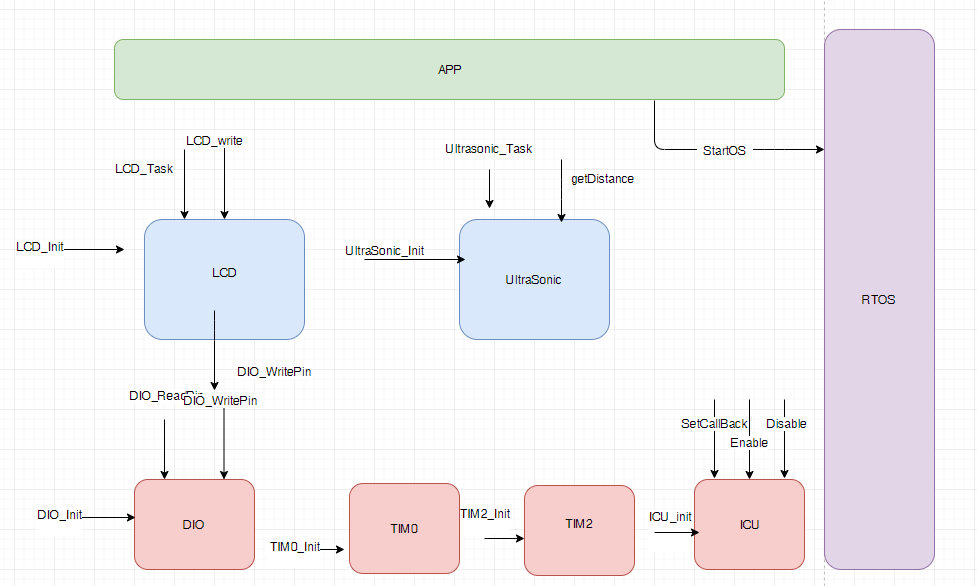 APP
LCD_write
Ultrasonic_Task
StartOS
LCD_Task
getDistance
LCD_Init
UltraSonic_Init
LCD
UltraSonic
RTOS
DIO_WritePin
DIO_ReadPin
DIO_WritePin
SetCallBack
Disable
Enable
DIO_Init
TIM2_Init
ICU_init
DIO
TIM0
TIM2
ICU
TIM0_Init